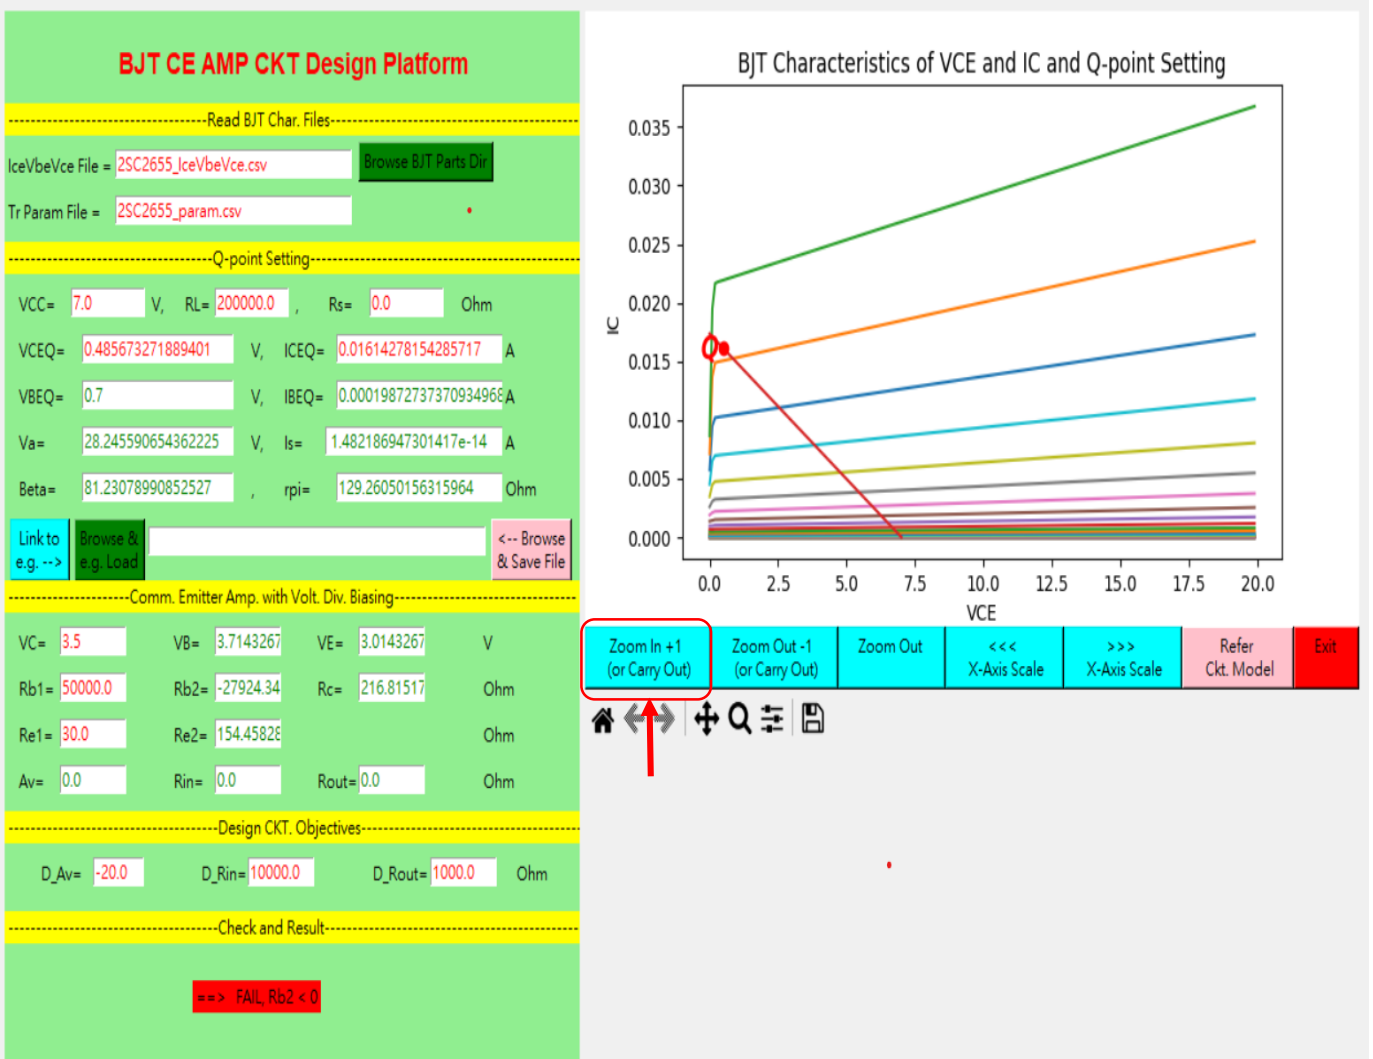 BJT CE AMP CKT Design Platform
----------------------------------Read BJT Char. Files-------------------------------------------
IceVbeVce File = 2SC2655_IceVbeVce.csv Browse BJT Parts Dir
Tr Param File = 2SC2655_param.csv
-----------------------------------Q-point Setting----------------------------------------------
VCC= 7.0 V, RL= 200000.0 , Rs= 0.0 Ohm
VCEQ= 0.485673271889401 V, ICEQ= 0.01614278154285717 A
VBEQ= 0.7 V, IBEQ= 0.00019872737370934968 A
Va= 28.245590654362225 V, Is= 1.482186947301417e-14 A
Beta= 81.23078990852527 , rpi= 129.26050156315964 Ohm
Link to
e.g. -->
Browse &
e.g. Load
<-- Browse
& Save File
---------------------Comm. Emitter Amp. with Volt. Div. Biasing-------------------------------
VC= 3.5 VB= 3.7143267 VE= 3.0143267 V
Rb1= 50000.0 Rb2= -27924.34 Rc= 216.81517 Ohm
Re1= 30.0 Re2= 154.45828 Ohm
Av= 0.0 Rin= 0.0 Rout= 0.0 Ohm
------------------------------------Design CKT. Objectives-------------------------------------
D_Av= -20.0 D_Rin= 10000.0 D_Rout= 1000.0 Ohm
------------------------------------Check and Result-------------------------------------------
==> FAIL, Rb2 < 0
BJT Characteristics of VCE and IC and Q-point Setting
0.035
0.030
0.025
0.020
0.015
0.010
0.005
0.000
IC
0.0 2.5 5.0 7.5 10.0 12.5 15.0 17.5 20.0
VCE
Zoom In +1
(or Carry Out)
Zoom Out -1
(or Carry Out)
Zoom Out
<<<
X-Axis Scale
>>>
X-Axis Scale
Refer
Ckt. Model
Exit